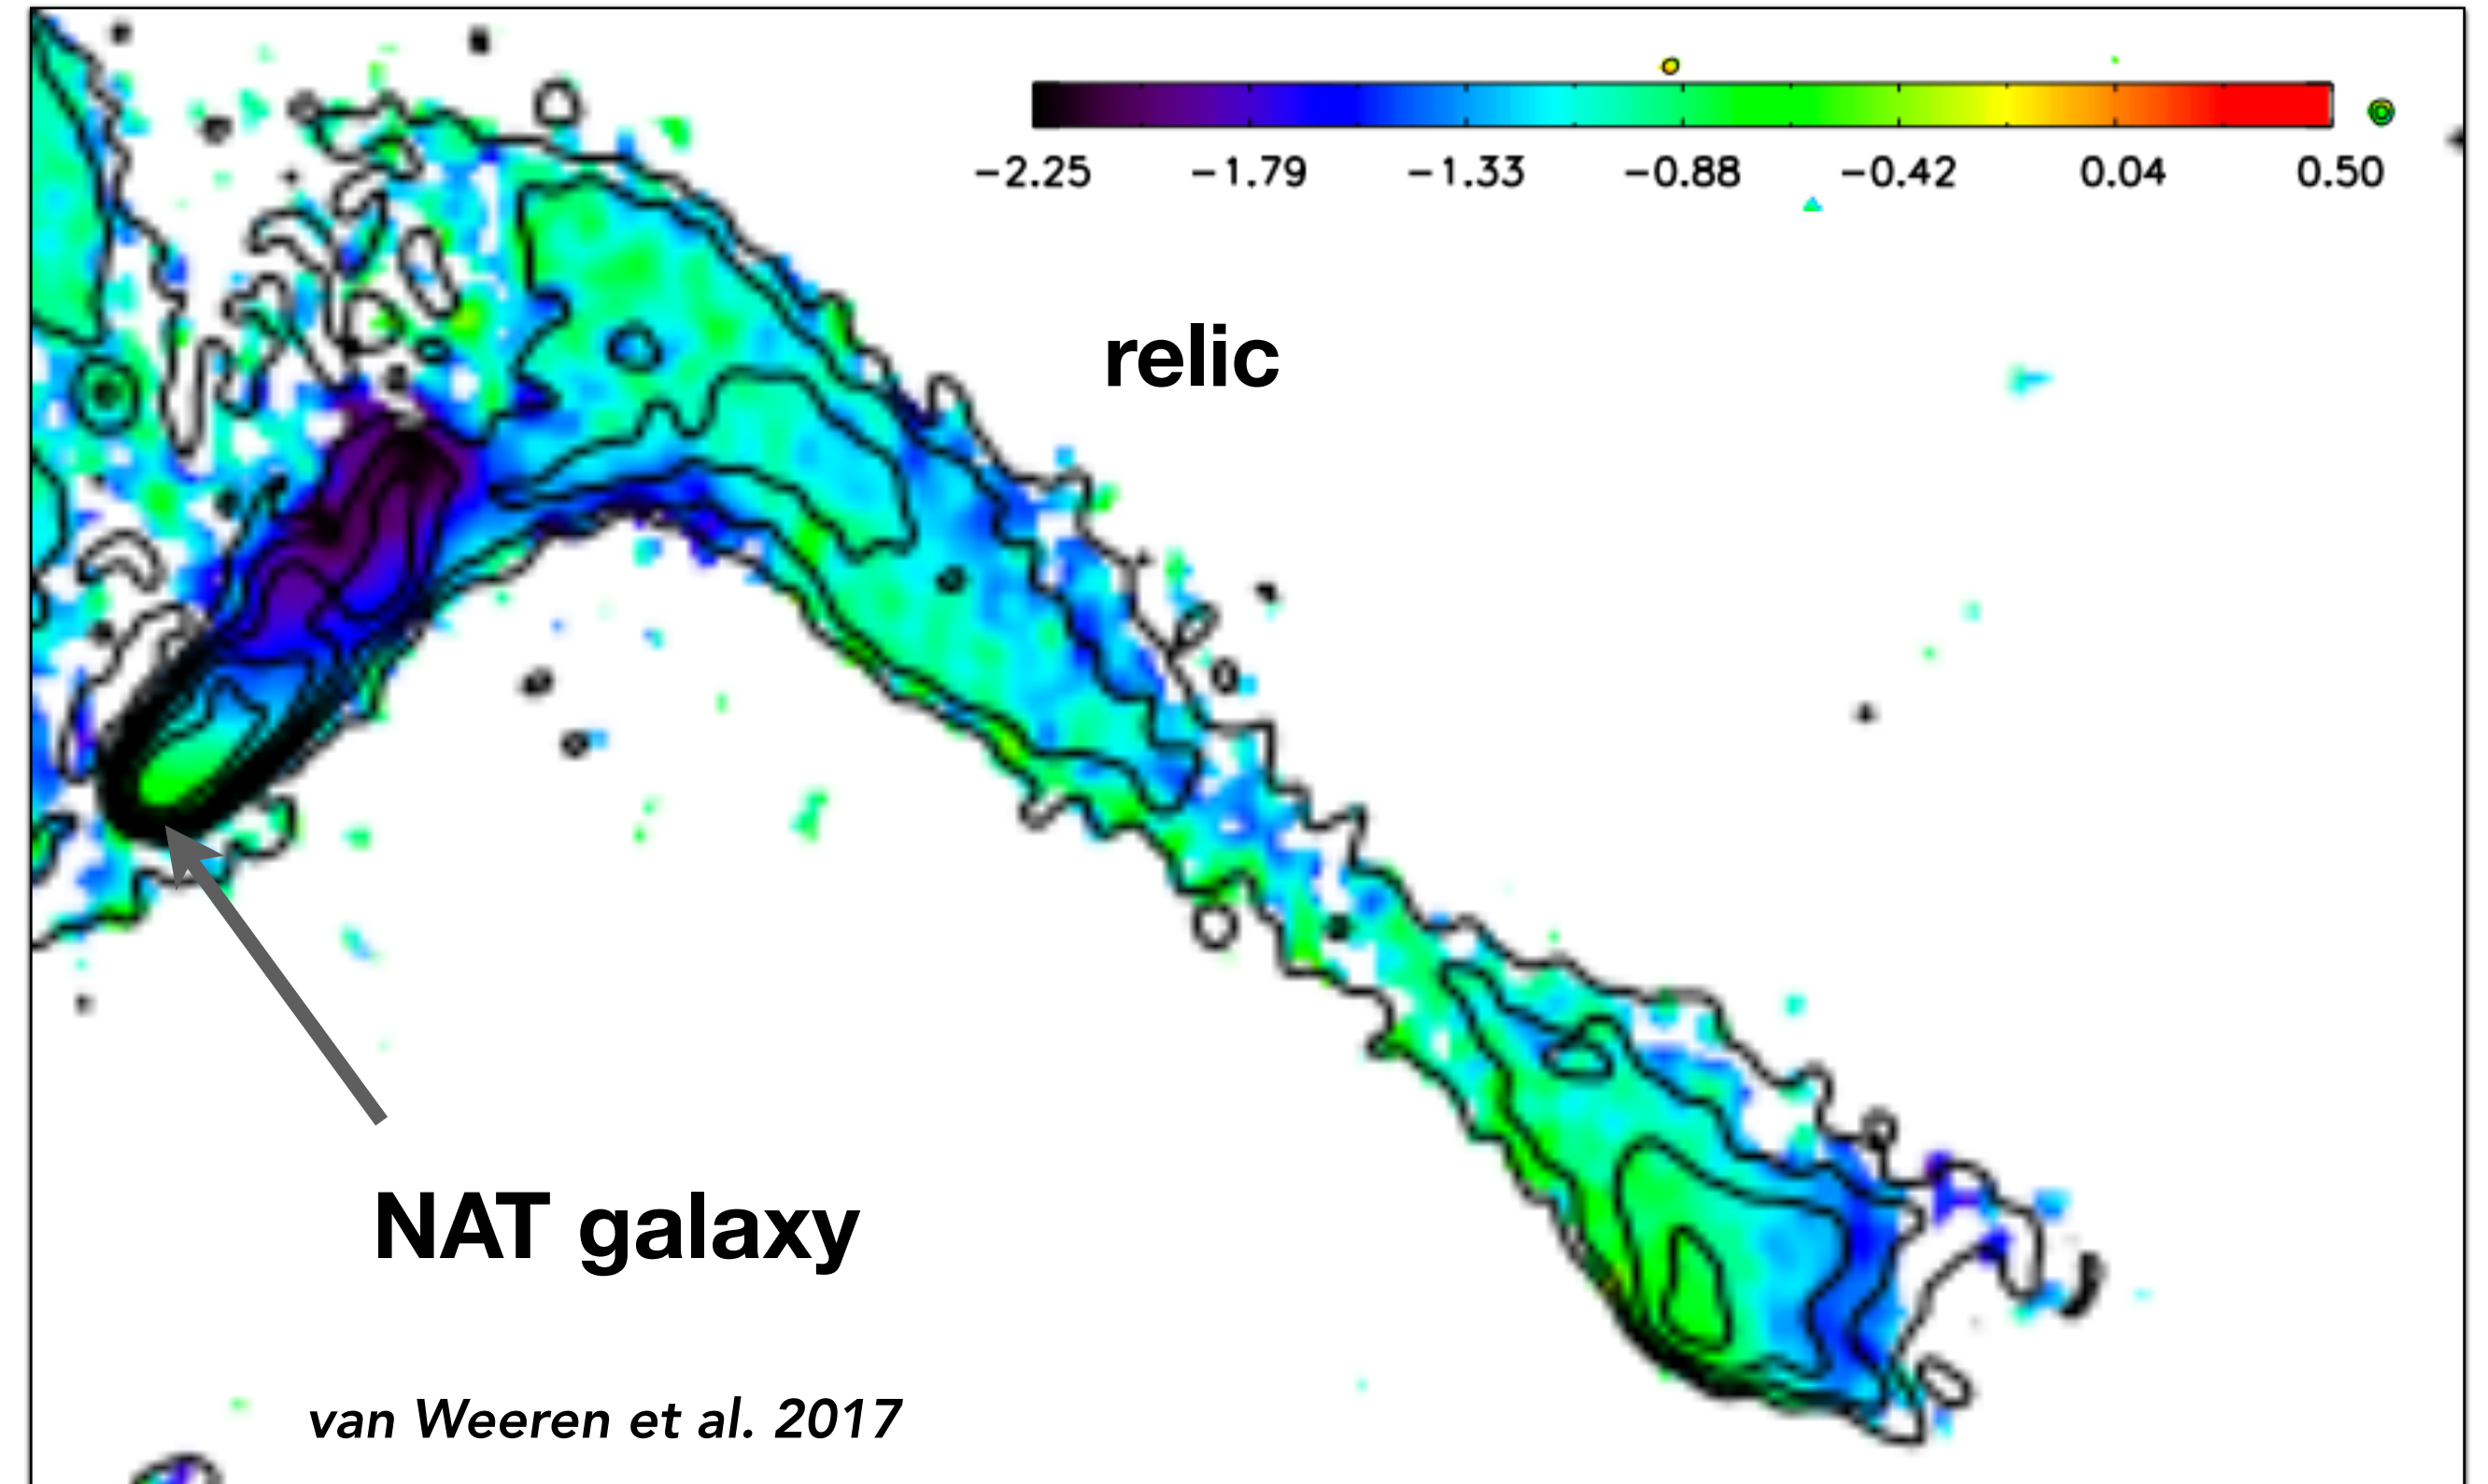 −2.25 −1.79 −1.33 −0.88 −0.42 0.04 0.50
relic
NAT galaxy
van Weeren et al. 2017